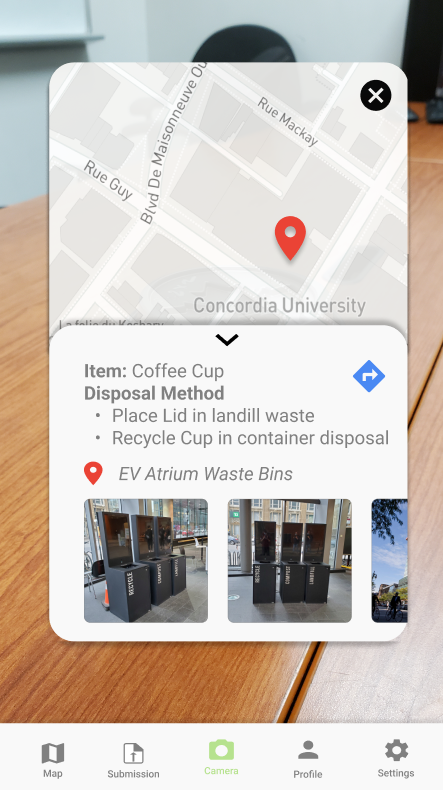 Rue Mackay
Blvd De Maisonneuve Ou
Rue Guy
Concordia University
La folie du Koshary
Item: Coffee Cup
Disposal Method
• Place Lid in landill waste
• Recycle Cup in container disposal
EV Atrium Waste Bins
RECYCLE
COMPOST
LANDFILL
RECYCLE
COMPOST
LANDFILL
Map
Submission
Camera
Profile
Settings